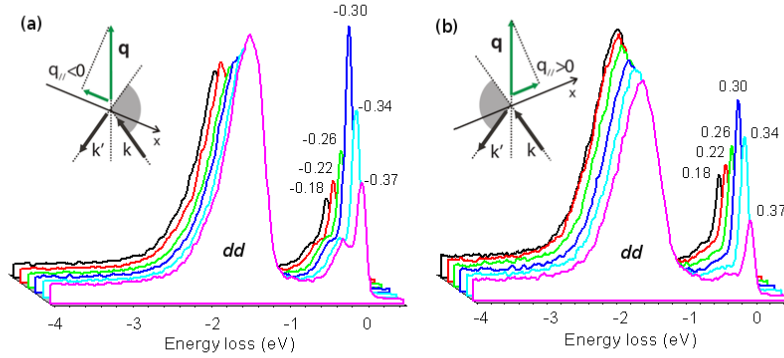 (a)
q
q//<0
x
k'
k
-0.30
-0.34
-0.26
-0.22
-0.18
-0.37
dd
-4
-3
-2
-1
0
Energy loss (eV)
(b)
q
q//>0
x
k'
k
0.30
0.34
0.26
0.22
0.18
0.37
dd
-4
-3
-2
-1
0
Energy loss (eV)